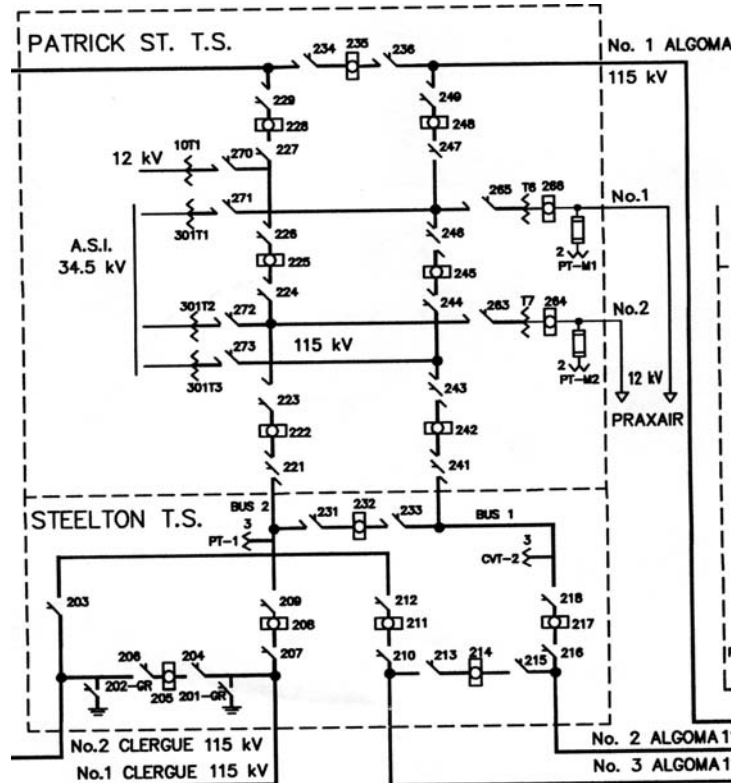 PATRICK ST. T.S.
234
235
236
No. 1 ALGOMA
115 kV
229
249
228
248
10T1
12 kV
270
227
247
271
265
T6
266
No.1
301T1
226
246
2
PT-M1
A.S.I.
34.5 kV
225
245
224
244
301T2
272
263
T7
264
No.2
115 kV
273
301T3
2
PT-M2
12 kV
223
243
PRAXAIR
222
242
221
241
BUS 2
232
STEELTON T.S.
231
233
BUS 1
3
PT-1
3
CVT-2
203
209
212
218
208
211
217
206
204
207
210
213
214
215
216
202-GR
205
201-GR
No.2 CLERGUE 115 kV
No. 2 ALGOMA 1
No.1 CLERGUE 115 kV
No. 3 ALGOMA 1